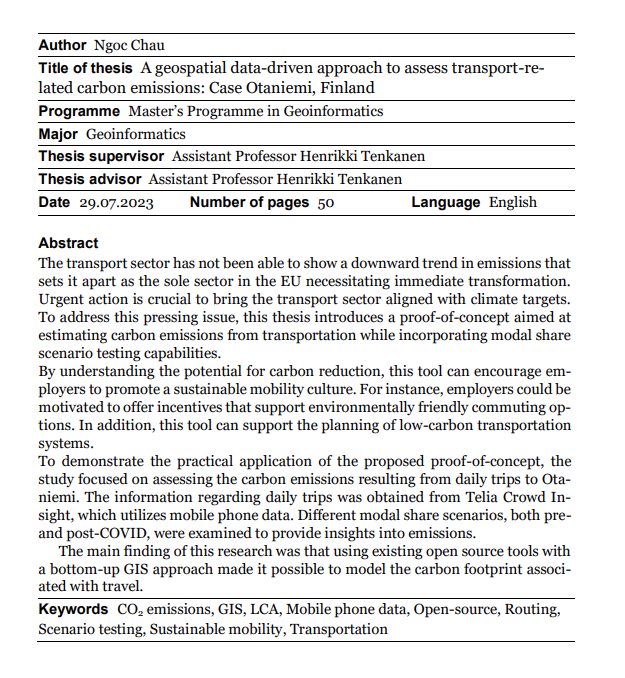 Author Ngoc Chau
Title of thesis A geospatial data-driven approach to assess transport-re-
lated carbon emissions: Case Otaniemi, Finland
Programme Master's Programme in Geoinformatics
Major Geoinformatics
Thesis supervisor Assistant Professor Henrikki Tenkanen
Thesis advisor Assistant Professor Henrikki Tenkanen
Date 29.07.2023 Number of pages 50 Language English
Abstract
The transport sector has not been able to show a downward trend in emissions that
sets it apart as the sole sector in the EU necessitating immediate transformation.
Urgent action is crucial to bring the transport sector aligned with climate targets.
To address this pressing issue, this thesis introduces a proof-of-concept aimed at
estimating carbon emissions from transportation while incorporating modal share
scenario testing capabilities.
By understanding the potential for carbon reduction, this tool can encourage em-
ployers to promote a sustainable mobility culture. For instance, employers could be
motivated to offer incentives that support environmentally friendly commuting op-
tions. In addition, this tool can support the planning of low-carbon transportation
systems.
To demonstrate the practical application of the proposed proof-of-concept, the
study focused on assessing the carbon emissions resulting from daily trips to Ota-
niemi. The information regarding daily trips was obtained from Telia Crowd In-
sight, which utilizes mobile phone data. Different modal share scenarios, both pre-
and post-COVID, were examined to provide insights into emissions.
The main finding of this research was that using existing open source tools with
a bottom-up GIS approach made it possible to model the carbon footprint associ-
ated with travel.
Keywords CO₂ emissions, GIS, LCA, Mobile phone data, Open-source, Routing,
Scenario testing, Sustainable mobility, Transportation